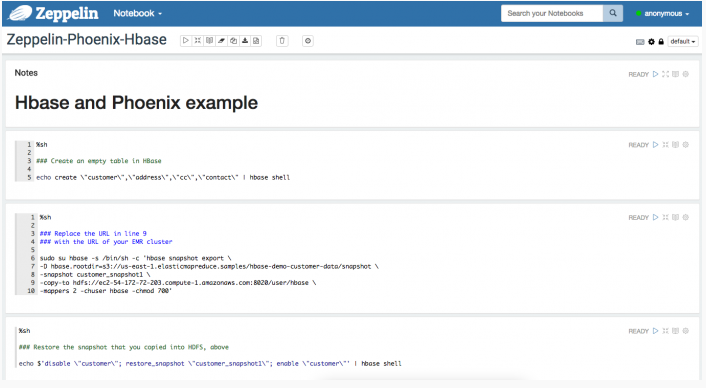 Zeppelin Notebook Search your Notebooks anonymous
Zeppelin-Phoenix-Hbase default
Notes READY
Hbase and Phoenix example
1 %sh READY
2
3 ### Create an empty table in HBase
4
5 echo create \"customer\",\"address\",\"cc\",\"contact\" | hbase shell
1 %sh READY
2
3 ### Replace the URL in line 9
4 ### with the URL of your EMR cluster
5
6 sudo su hbase -s /bin/sh -c 'hbase snapshot export \
7 -D hbase.rootdir=s3://us-east-1.elasticmapreduce.samples/hbase-demo-customer-data/snapshot \
8 -snapshot customer_snapshot1 \
9 -copy-to hdfs://ec2-54-172-72-203.compute-1.amazonaws.com:8020/user/hbase \
10 -mappers 2 -chuser hbase -chmod 700'
%sh READY
### Restore the snapshot that you copied into HDFS, above
echo $'disable \"customer\"; restore_snapshot \"customer_snapshot1\"; enable \"customer\"' | hbase shell